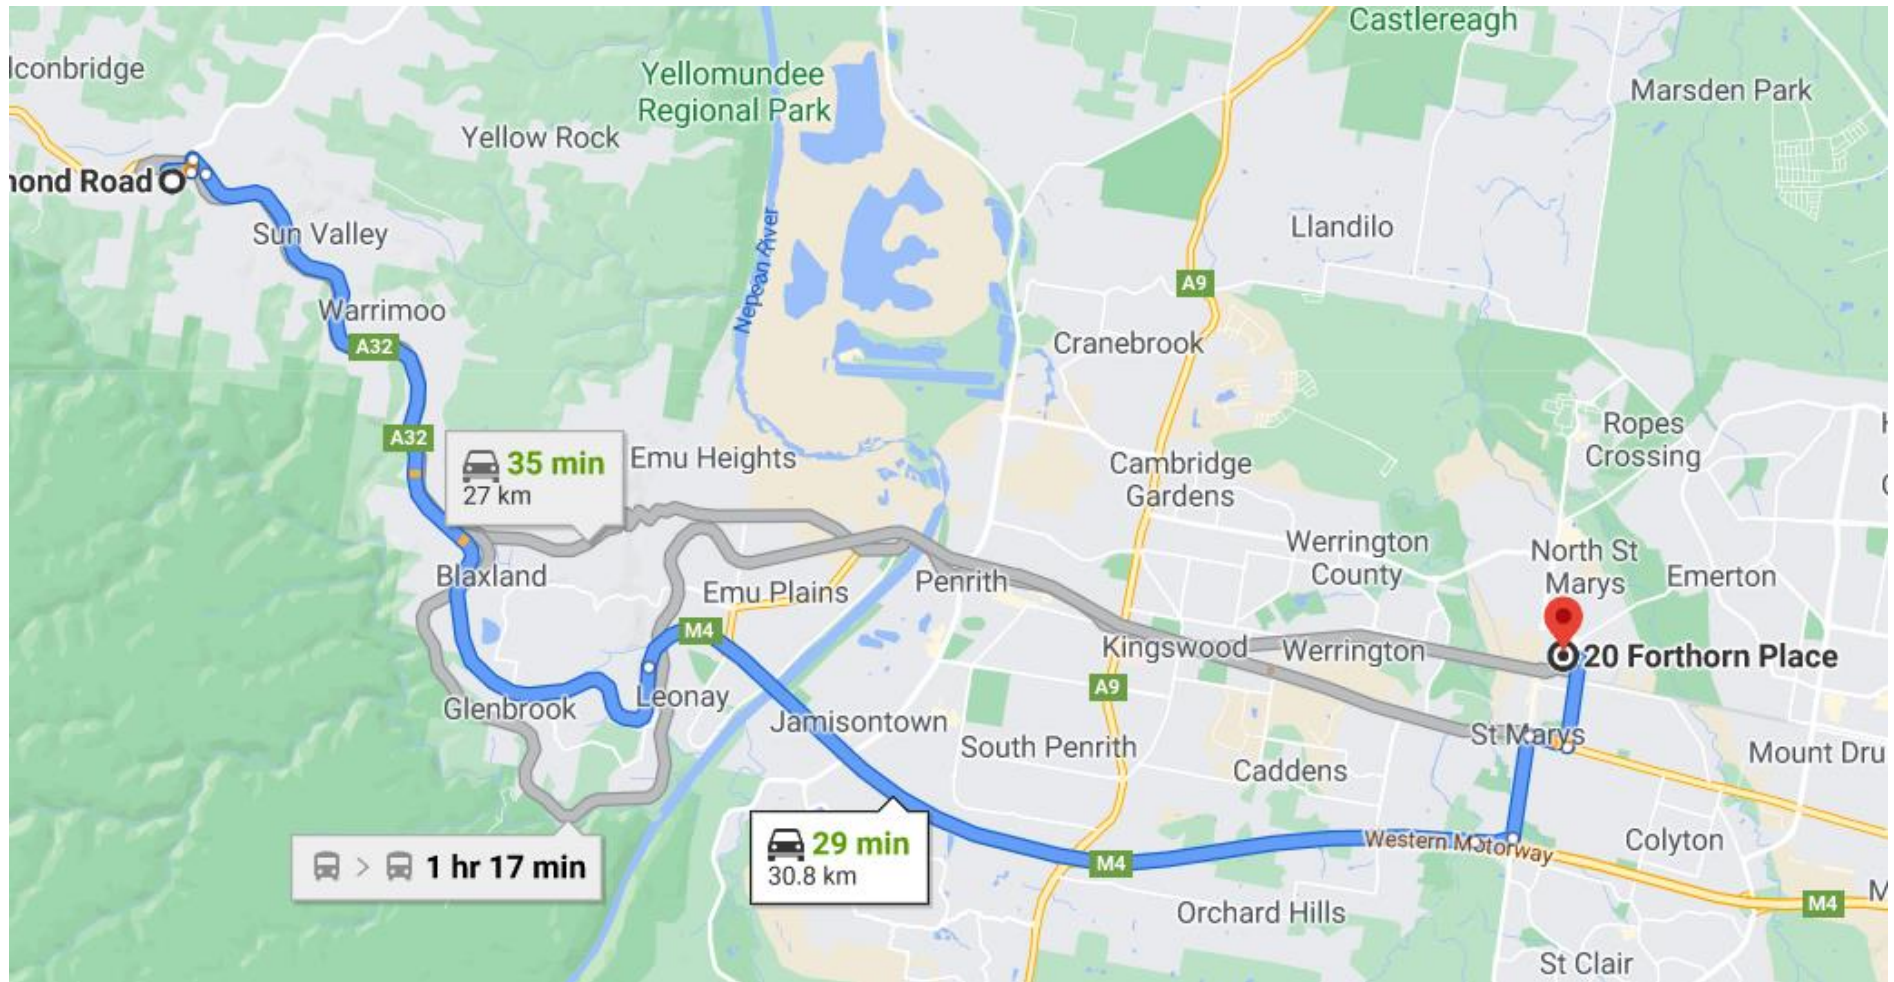 Castlereagh
lconbridge
Yellomundee
Regional Park
Marsden Park
Yellow Rock
mond Road
Sun Valley
Nepean River
Llandilo
A9
Warrimoo
A32
Cranebrook
A32
35 min
27 km
Emu Heights
Cambridge
Gardens
Ropes
Crossing
Werrington
County
North St
Marys
Blaxland
Emu Plains
Penrith
Emerton
M4
Kingswood
Werrington
20 Forthorn Place
A9
Glenbrook
Leonay
Jamisontown
South Penrith
St Marys
Mount Dru
Caddens
1 hr 17 min
29 min
30.8 km
M4
Western Motorway
Colyton
M4
Orchard Hills
St Clair